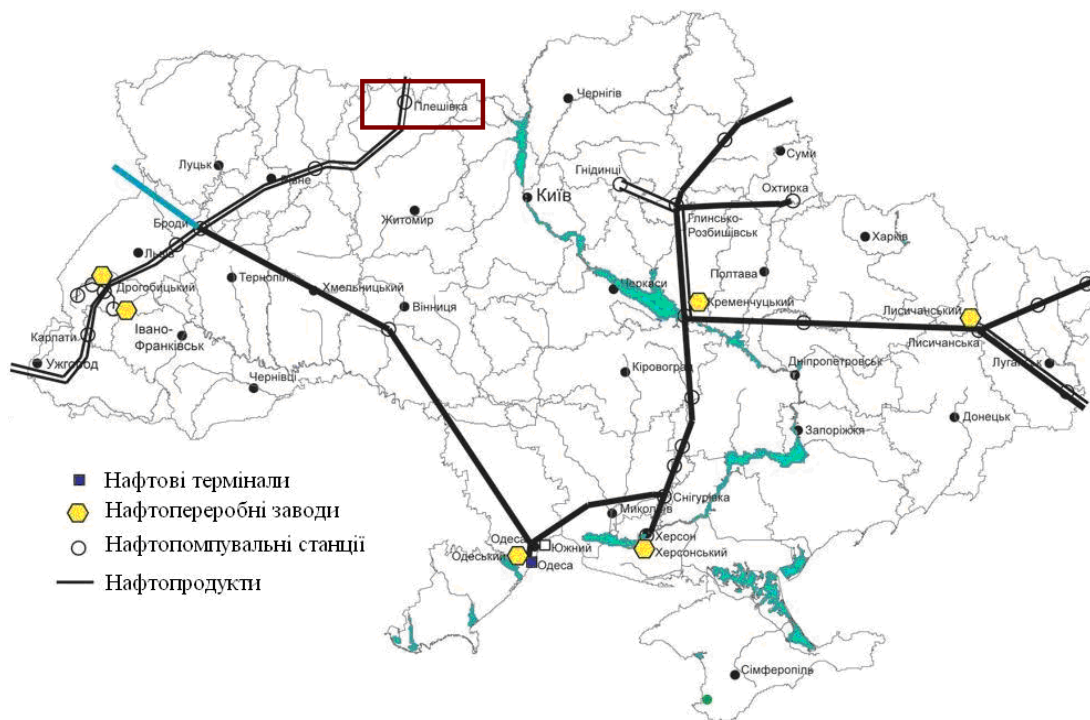 Плешівка
Чернігів
Суми
Гнідинці
Охтирка
Луцьк
Рівне
Київ
Глинсько-
Розбишівськ
Житомир
Броди
Харків
Львів
Полтава
Тернопіль
Хмельницький
Черкаси
Дрогобицький
Вінниця
Кременчуцький
Лисичанський
Івано-
Франківськ
Карпати
Лисичанська
Ужгород
Дніпропетровськ
Луганськ
Кіровоград
Чернівці
Донецьк
Запоріжжя
Нафтові термінали
Снігурівка
Нафтопереробні заводи
Миколаїв
Нафтопомпувальні станції
Одеса
Южний
Херсон
Одеський
Херсонський
Одеса
Нафтопродукти
Сімферопіль